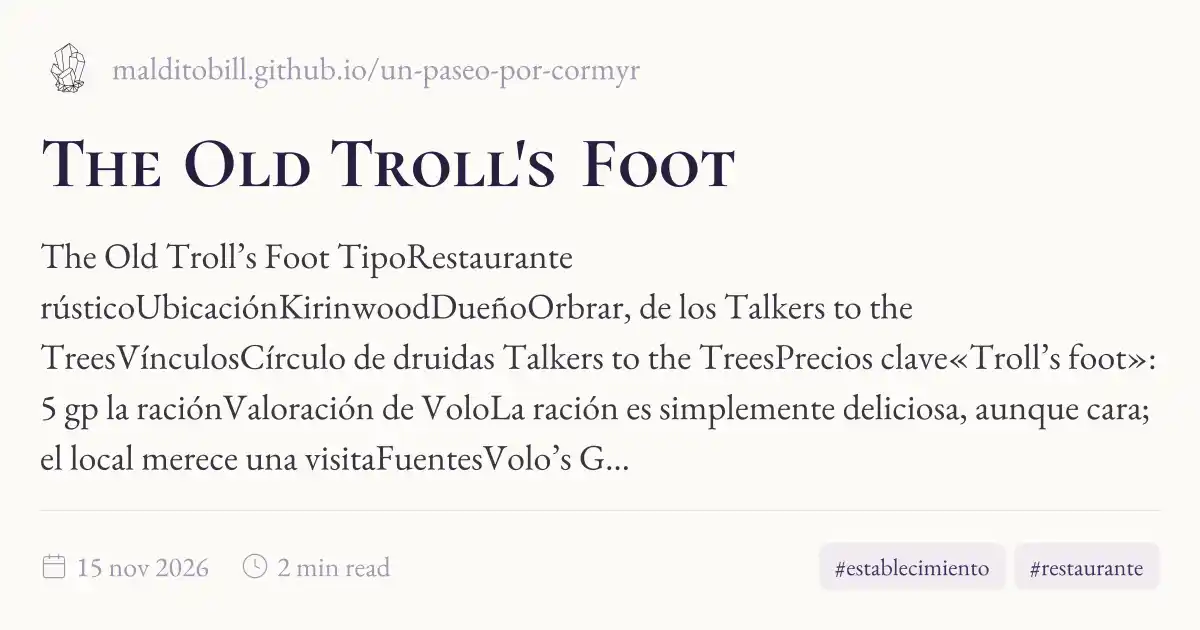 malditobill.github.io/un-paseo-por-cormyr
The Old Troll's Foot
The Old Troll’s Foot TipoRestaurante
rústicoUbicaciónKirinwoodDueñoOrbrar, de los Talkers to the
TreesVínculosCírculo de druidas Talkers to the TreesPrecios clave«Troll’s foot»:
5 gp la raciónValoración de VoloLa ración es simplemente deliciosa, aunque cara;
el local merece una visitaFuentesVolo’s G...
15 nov 2026
2 min read
#establecimiento
#restaurante